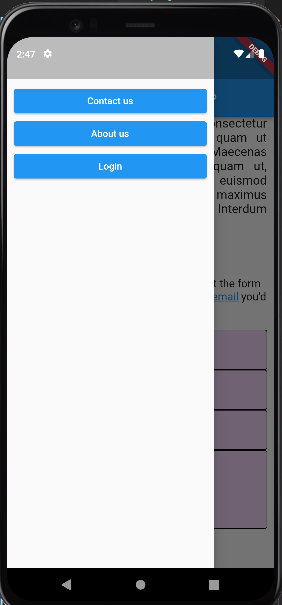 2:47
DEBUG
Contact us
About us
Login
quam ut
Maecenas
quam ut,
euismod
maximus
Interdum
t the form
email you'd